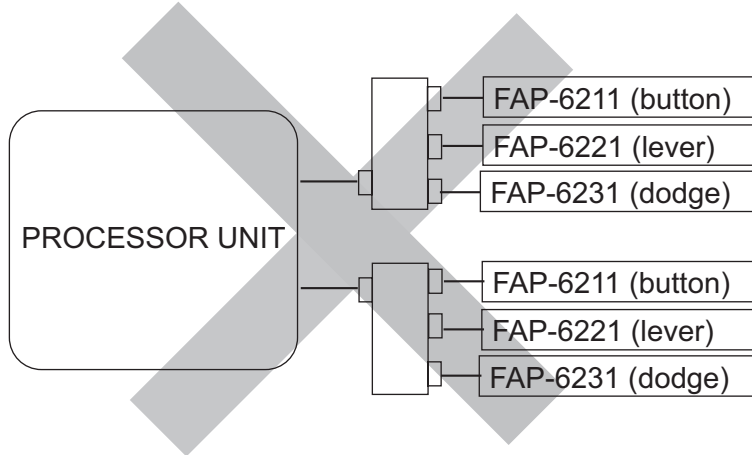 FAP-6211 (button)
FAP-6221 (lever)
FAP-6231 (dodge)
PROCESSOR UNIT
FAP-6211 (button)
FAP-6221 (lever)
FAP-6231 (dodge)